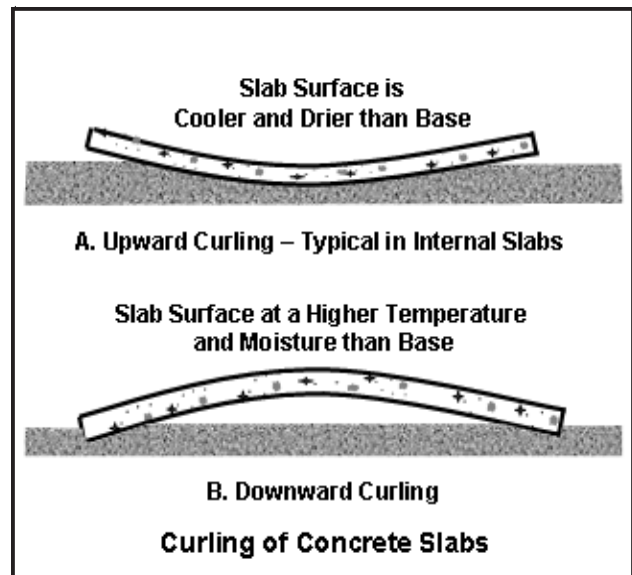 Slab Surface is
Cooler and Drier than Base
A. Upward Curling – Typical in Internal Slabs
Slab Surface at a Higher Temperature
and Moisture than Base
B. Downward Curling
Curling of Concrete Slabs